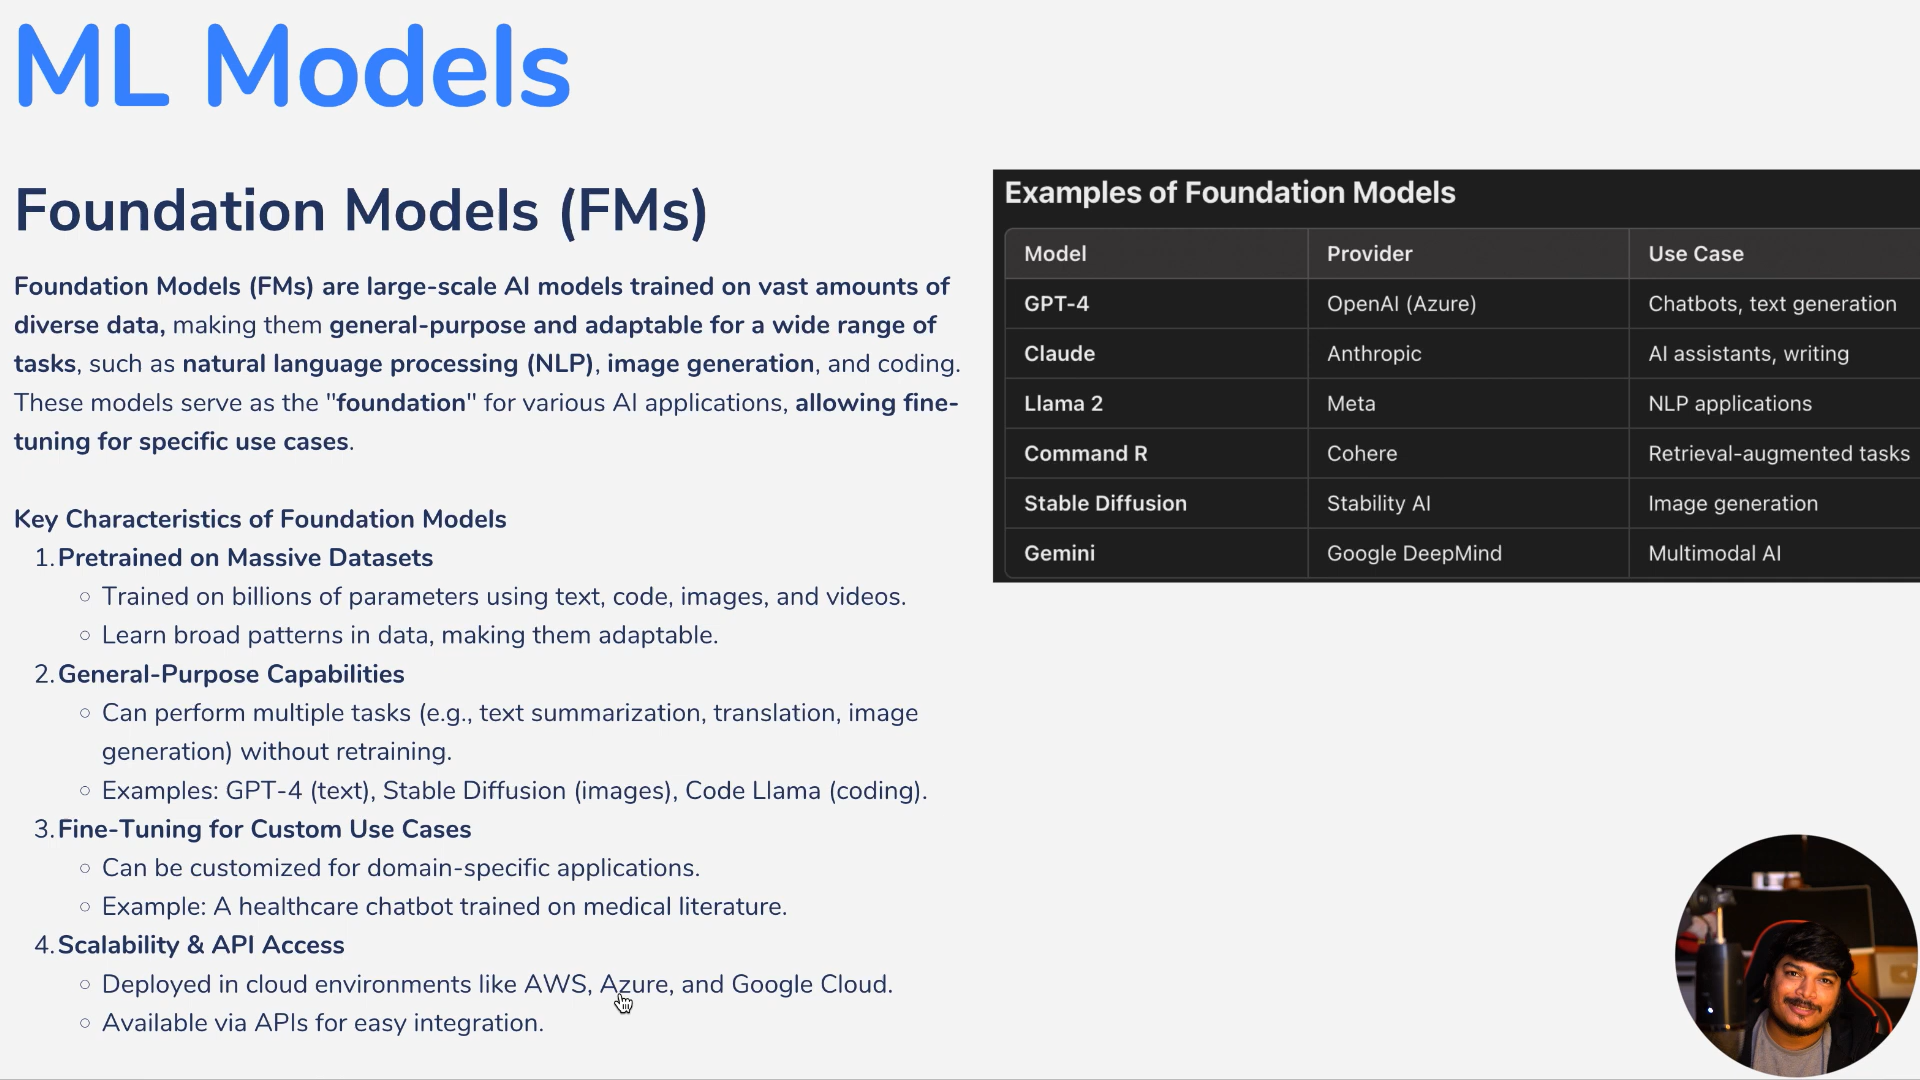 ML Models
Foundation Models (FMs)
Foundation Models (FMs) are large-scale AI models trained on vast amounts of
diverse data, making them general-purpose and adaptable for a wide range of
tasks, such as natural language processing (NLP), image generation, and coding.
These models serve as the "foundation" for various AI applications, allowing fine-
tuning for specific use cases.
Key Characteristics of Foundation Models
1. Pretrained on Massive Datasets
○ Trained on billions of parameters using text, code, images, and videos.
○ Learn broad patterns in data, making them adaptable.
2. General-Purpose Capabilities
○ Can perform multiple tasks (e.g., text summarization, translation, image
generation) without retraining.
○ Examples: GPT-4 (text), Stable Diffusion (images), Code Llama (coding).
3. Fine-Tuning for Custom Use Cases
○ Can be customized for domain-specific applications.
○ Example: A healthcare chatbot trained on medical literature.
4. Scalability & API Access
○ Deployed in cloud environments like AWS, Azure, and Google Cloud.
○ Available via APIs for easy integration.
Examples of Foundation Models
Model Provider Use Case
GPT-4 OpenAI (Azure) Chatbots, text generation
Claude Anthropic AI assistants, writing
Llama 2 Meta NLP applications
Command R Cohere Retrieval-augmented tasks
Stable Diffusion Stability AI Image generation
Gemini Google DeepMind Multimodal AI